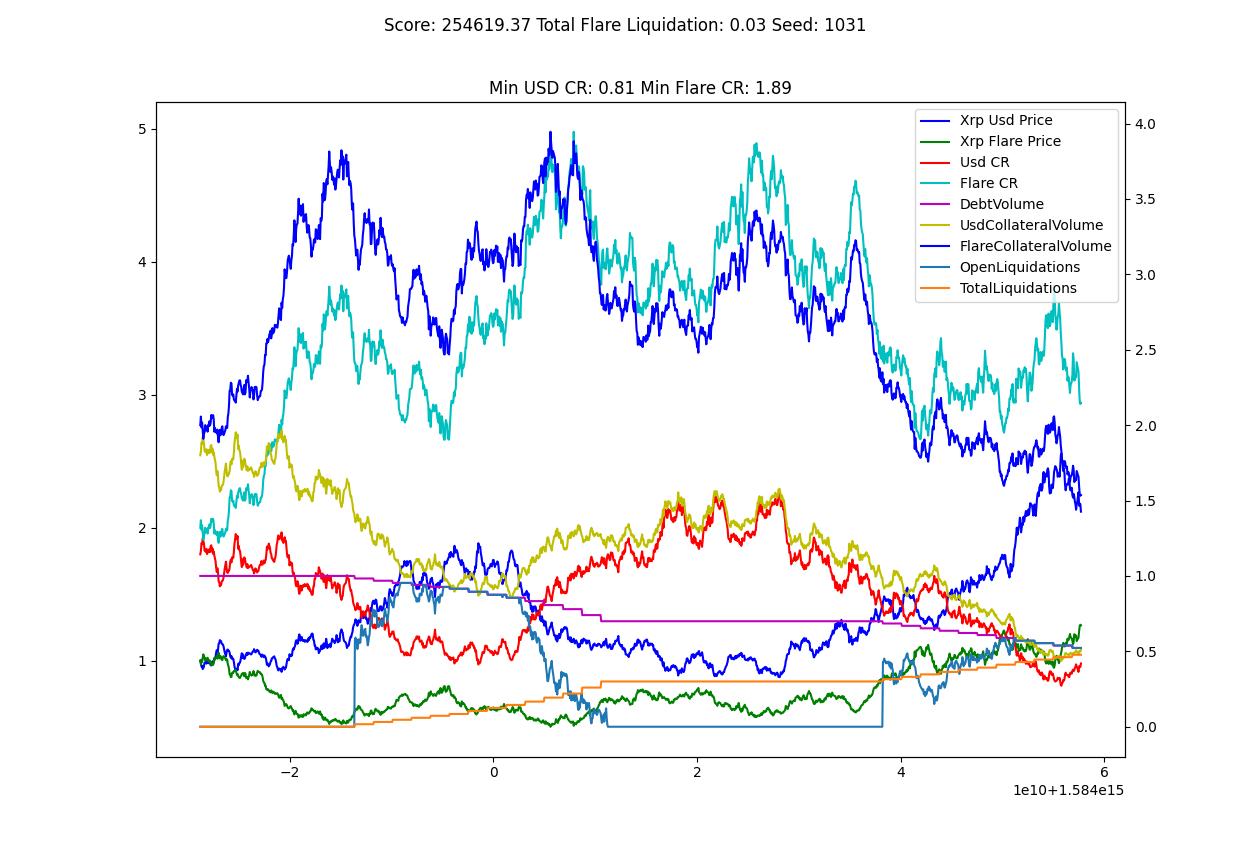 Score: 254619.37 Total Flare Liquidation: 0.03 Seed: 1031
Min USD CR: 0.81 Min Flare CR: 1.89
5
4
3
2
1
4.0
3.5
3.0
2.5
2.0
1.5
1.0
0.5
0.0
Xrp Usd Price
Xrp Flare Price
Usd CR
Flare CR
DebtVolume
UsdCollateralVolume
FlareCollateralVolume
OpenLiquidations
TotalLiquidations
−2 0 2 4 6
1e10+1.584e15